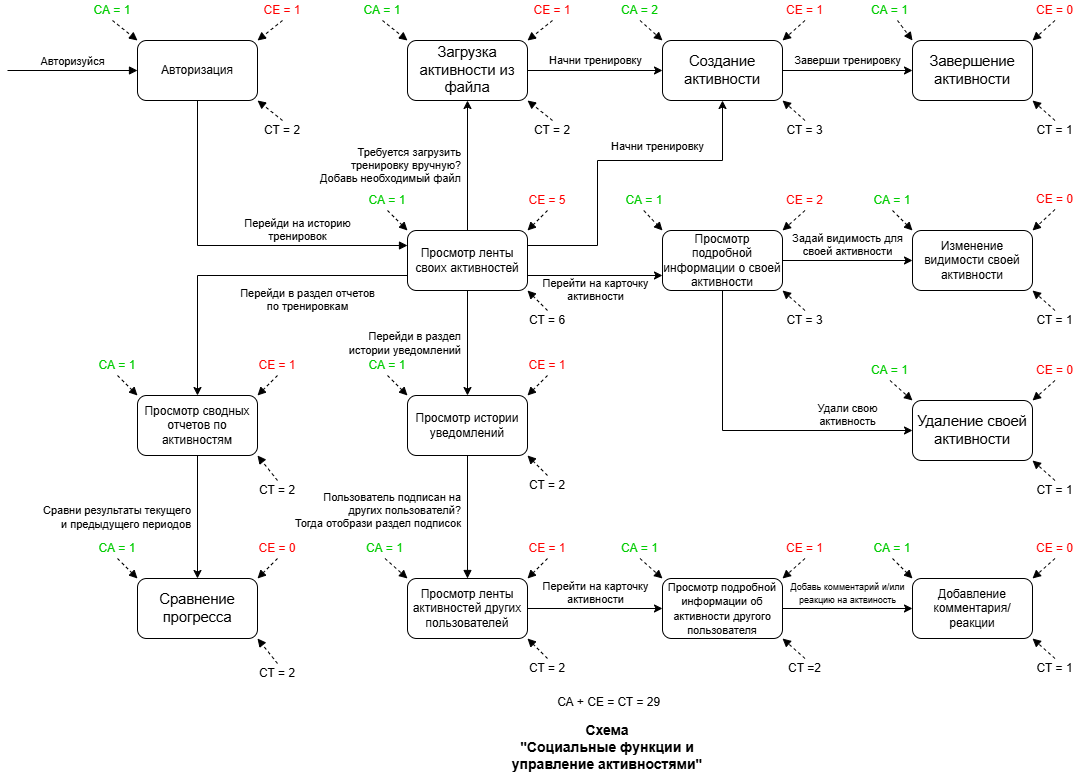 CA = 1
CE = 1
CA = 1
CE = 1
CA = 2
CE = 1
CA = 1
CE = 0
Авторизуйся
Авторизация
Загрузка
активности из
файла
Начни тренировку
Создание
активности
Заверши тренировку
Завершение
активности
CT = 2
CT = 2
CT = 3
CT = 1
Требуется загрузить
тренировку вручную?
Добавь необходимый файл
Начни тренировку
CA = 1
CE = 5
CA = 1
CE = 2
CA = 1
CE = 0
Перейди на историю
тренировок
Просмотр ленты
своих активностей
Просмотр
подробной
информации о своей
активности
Задай видимость для
своей активности
Изменение
видимости своей
активности
Перейти на карточку
активности
Перейди в раздел отчетов
по тренировкам
CT = 6
CT = 3
CT = 1
Перейди в раздел
истории уведомлений
CA = 1
CE = 1
CA = 1
CE = 1
CA = 1
CE = 0
Просмотр сводных
отчетов по
активностям
Просмотр истории
уведомлений
Удали свою
активность
Удаление своей
активности
CT = 2
CT = 2
CT = 1
Сравни результаты текущего
и предыдущего периодов
Пользователь подписан на
других пользователей?
Тогда отобрази раздел подписок
CA = 1
CE = 0
CA = 1
CE = 1
CA = 1
CE = 1
CA = 1
CE = 0
Сравнение
прогресса
Просмотр ленты
активностей других
пользователей
Перейти на карточку
активности
Просмотр подробной
информации об
активности другого
пользователя
Добавь комментарий и/или
реакцию на актвиность
Добавление
комментария/
реакции
CT = 2
CT = 2
CT =2
CT = 1
CA + CE = CT = 29
Схема
"Социальные функции и
управление активностями"